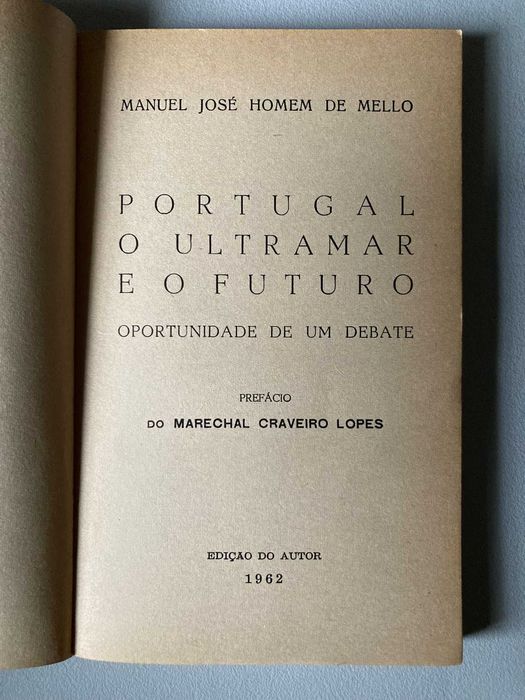 MANUEL JOSÉ HOMEM DE MELLO
PORTUGAL
O ULTRAMAR
E O FUTURO
OPORTUNIDADE DE UM DEBATE
PREFÁCIO
DO MARECHAL CRAVEIRO LOPES
EDIÇÃO DO AUTOR
1962